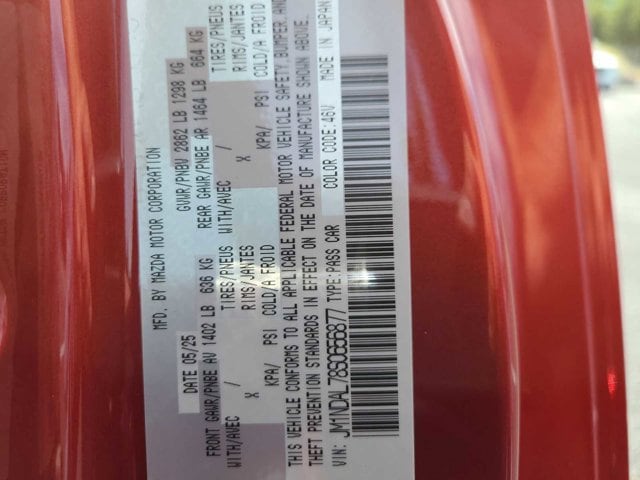 MFD. BY MAZDA MOTOR CORPORATION
DATE 05/25 GVWR/PNBV 2862 LB 1298 KG
FRONT GAWR/PNBE AV 1402 LB 636 KG REAR GAWR/PNBE AR 1464 LB 664 KG
WITH/AVEC / TIRES/PNEUS WITH/AVEC / TIRES/PNEUS
X RIMS/JANTES X RIMS/JANTES
KPA/ PSI COLD/A FROID KPA/ PSI COLD/A FROID
THIS VEHICLE CONFORMS TO ALL APPLICABLE FEDERAL MOTOR VEHICLE SAFETY, BUMPER, AND
THEFT PREVENTION STANDARDS IN EFFECT ON THE DATE OF MANUFACTURE SHOWN ABOVE.
VIN: JM1NDAL78S0656877 TYPE:PASS CAR COLOR CODE:46V MADE IN JAPAN